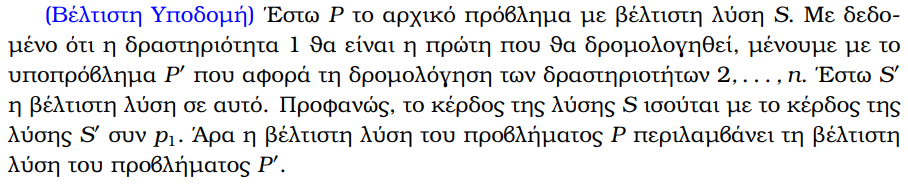 (Βέλτιστη Υποδομή) Έστω P το αρχικό πρόβλημα με βέλτιστη λύση S. Με δεδο-
μένο ότι η δραστηριότητα 1 θα είναι η πρώτη που θα δρομολογηθεί, μένουμε με το
υποπρόβλημα P′ που αφορά τη δρομολόγηση των δραστηριοτήτων 2, . . . , n. Έστω S′
η βέλτιστη λύση σε αυτό. Προφανώς, το κέρδος της λύσης S ισούται με το κέρδος της
λύσης S′ συν p₁. Άρα η βέλτιστη λύση του προβλήματος P περιλαμβάνει τη βέλτιστη
λύση του προβλήματος P′.